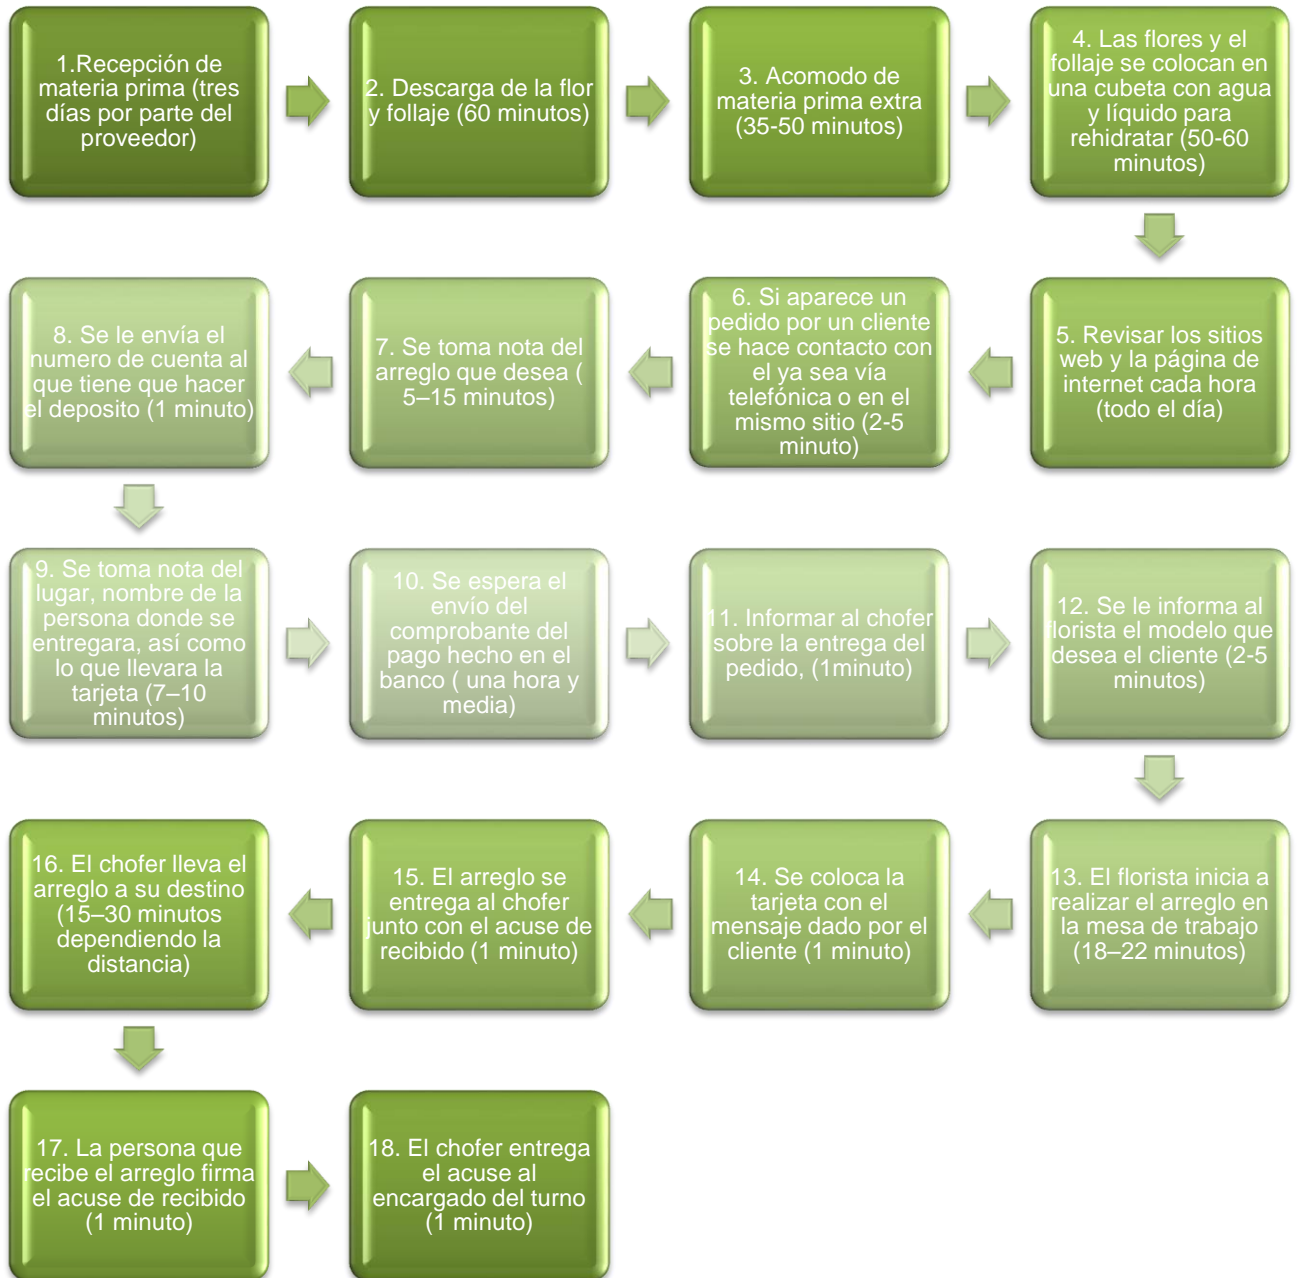 1.Recepción de
materia prima (tres
días por parte del
proveedor)
2. Descarga de la flor
y follaje (60 minutos)
3. Acomodo de
materia prima extra
(35-50 minutos)
4. Las flores y el
follaje se colocan en
una cubeta con agua
y líquido para
rehidratar (50-60
minutos)
5. Revisar los sitios
web y la página de
internet cada hora
(todo el día)
6. Si aparece un
pedido por un cliente
se hace contacto con
el ya sea vía
telefónica o en el
mismo sitio (2-5
minuto)
7. Se toma nota del
arreglo que desea (
5–15 minutos)
8. Se le envía el
numero de cuenta al
que tiene que hacer
el deposito (1 minuto)
9. Se toma nota del
lugar, nombre de la
persona donde se
entregara, así como
lo que llevara la
tarjeta (7–10
minutos)
10. Se espera el
envío del
comprobante del
pago hecho en el
banco ( una hora y
media)
11. Informar al chofer
sobre la entrega del
pedido, (1minuto)
12. Se le informa al
florista el modelo que
desea el cliente (2-5
minutos)
13. El florista inicia a
realizar el arreglo en
la mesa de trabajo
(18–22 minutos)
14. Se coloca la
tarjeta con el
mensaje dado por el
cliente (1 minuto)
15. El arreglo se
entrega al chofer
junto con el acuse de
recibido (1 minuto)
16. El chofer lleva el
arreglo a su destino
(15–30 minutos
dependiendo la
distancia)
17. La persona que
recibe el arreglo firma
el acuse de recibido
(1 minuto)
18. El chofer entrega
el acuse al
encargado del turno
(1 minuto)